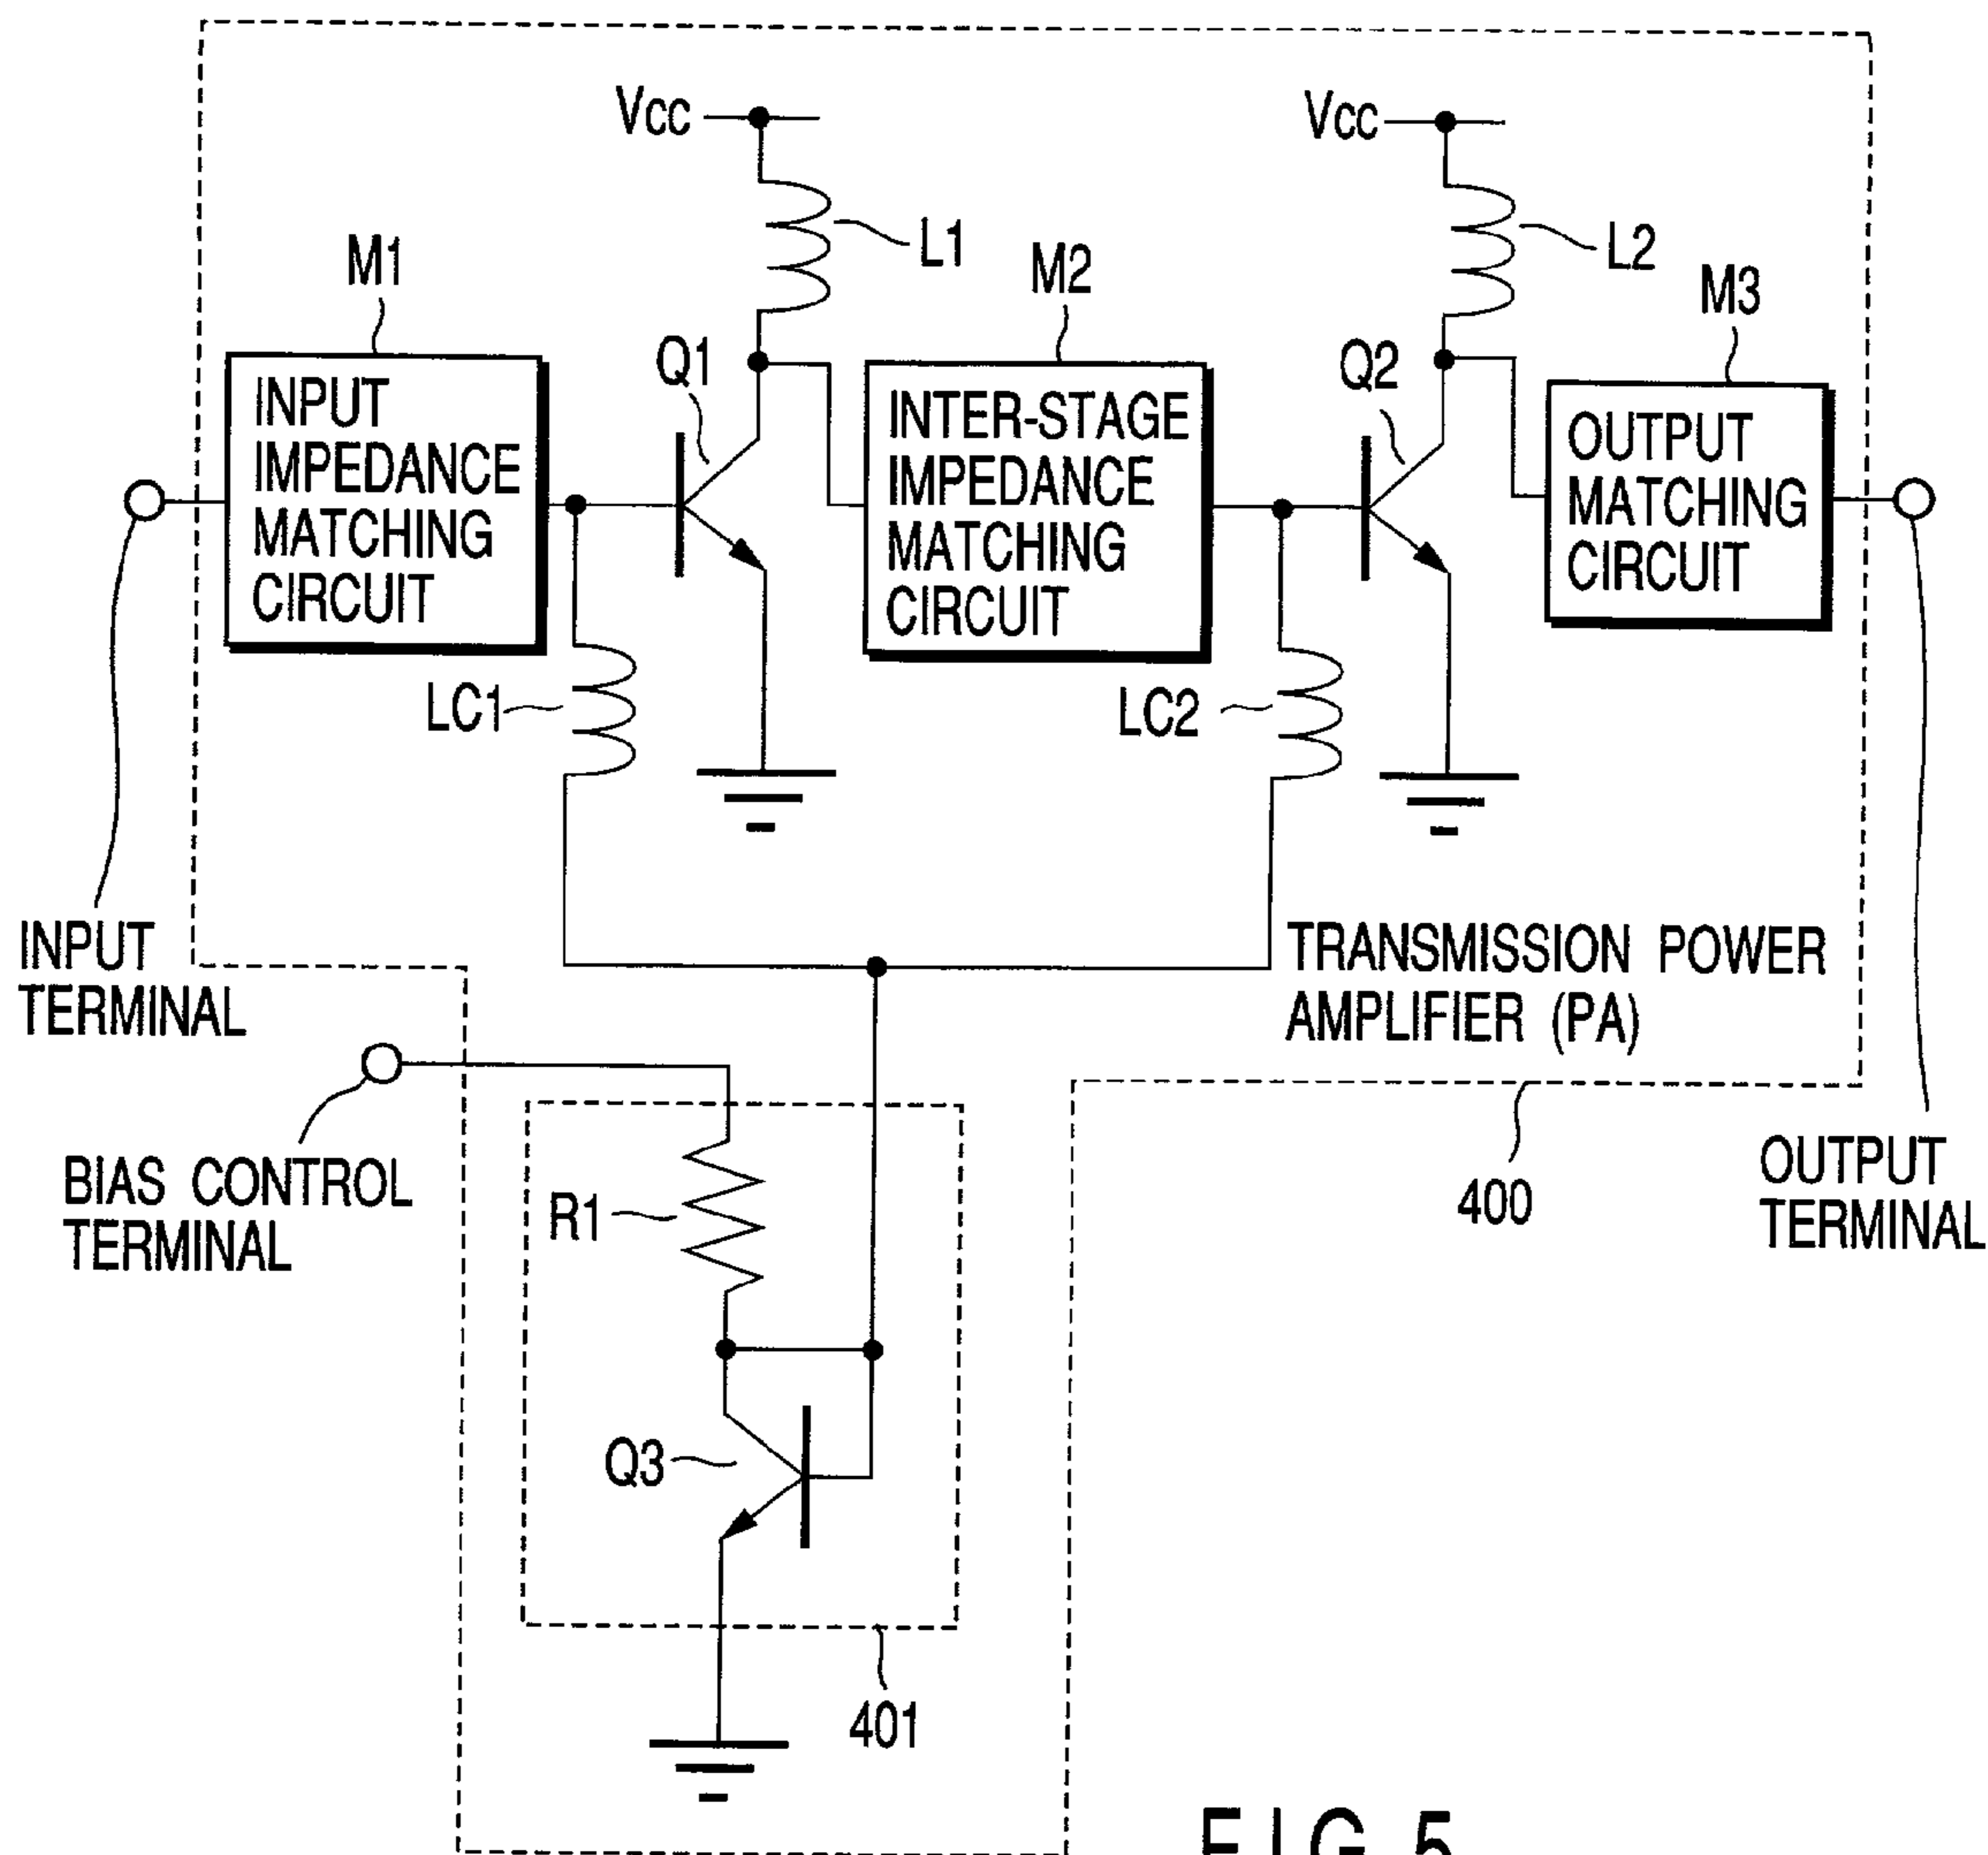 Vcc
Vcc
L1
L2
M1
M2
M3
Q1
Q2
INPUT
IMPEDANCE
MATCHING
CIRCUIT
INTER-STAGE
IMPEDANCE
MATCHING
CIRCUIT
OUTPUT
MATCHING
CIRCUIT
LC1
LC2
INPUT
TERMINAL
TRANSMISSION POWER
AMPLIFIER (PA)
BIAS CONTROL
TERMINAL
R1
400
OUTPUT
TERMINAL
Q3
401
FIG. 5